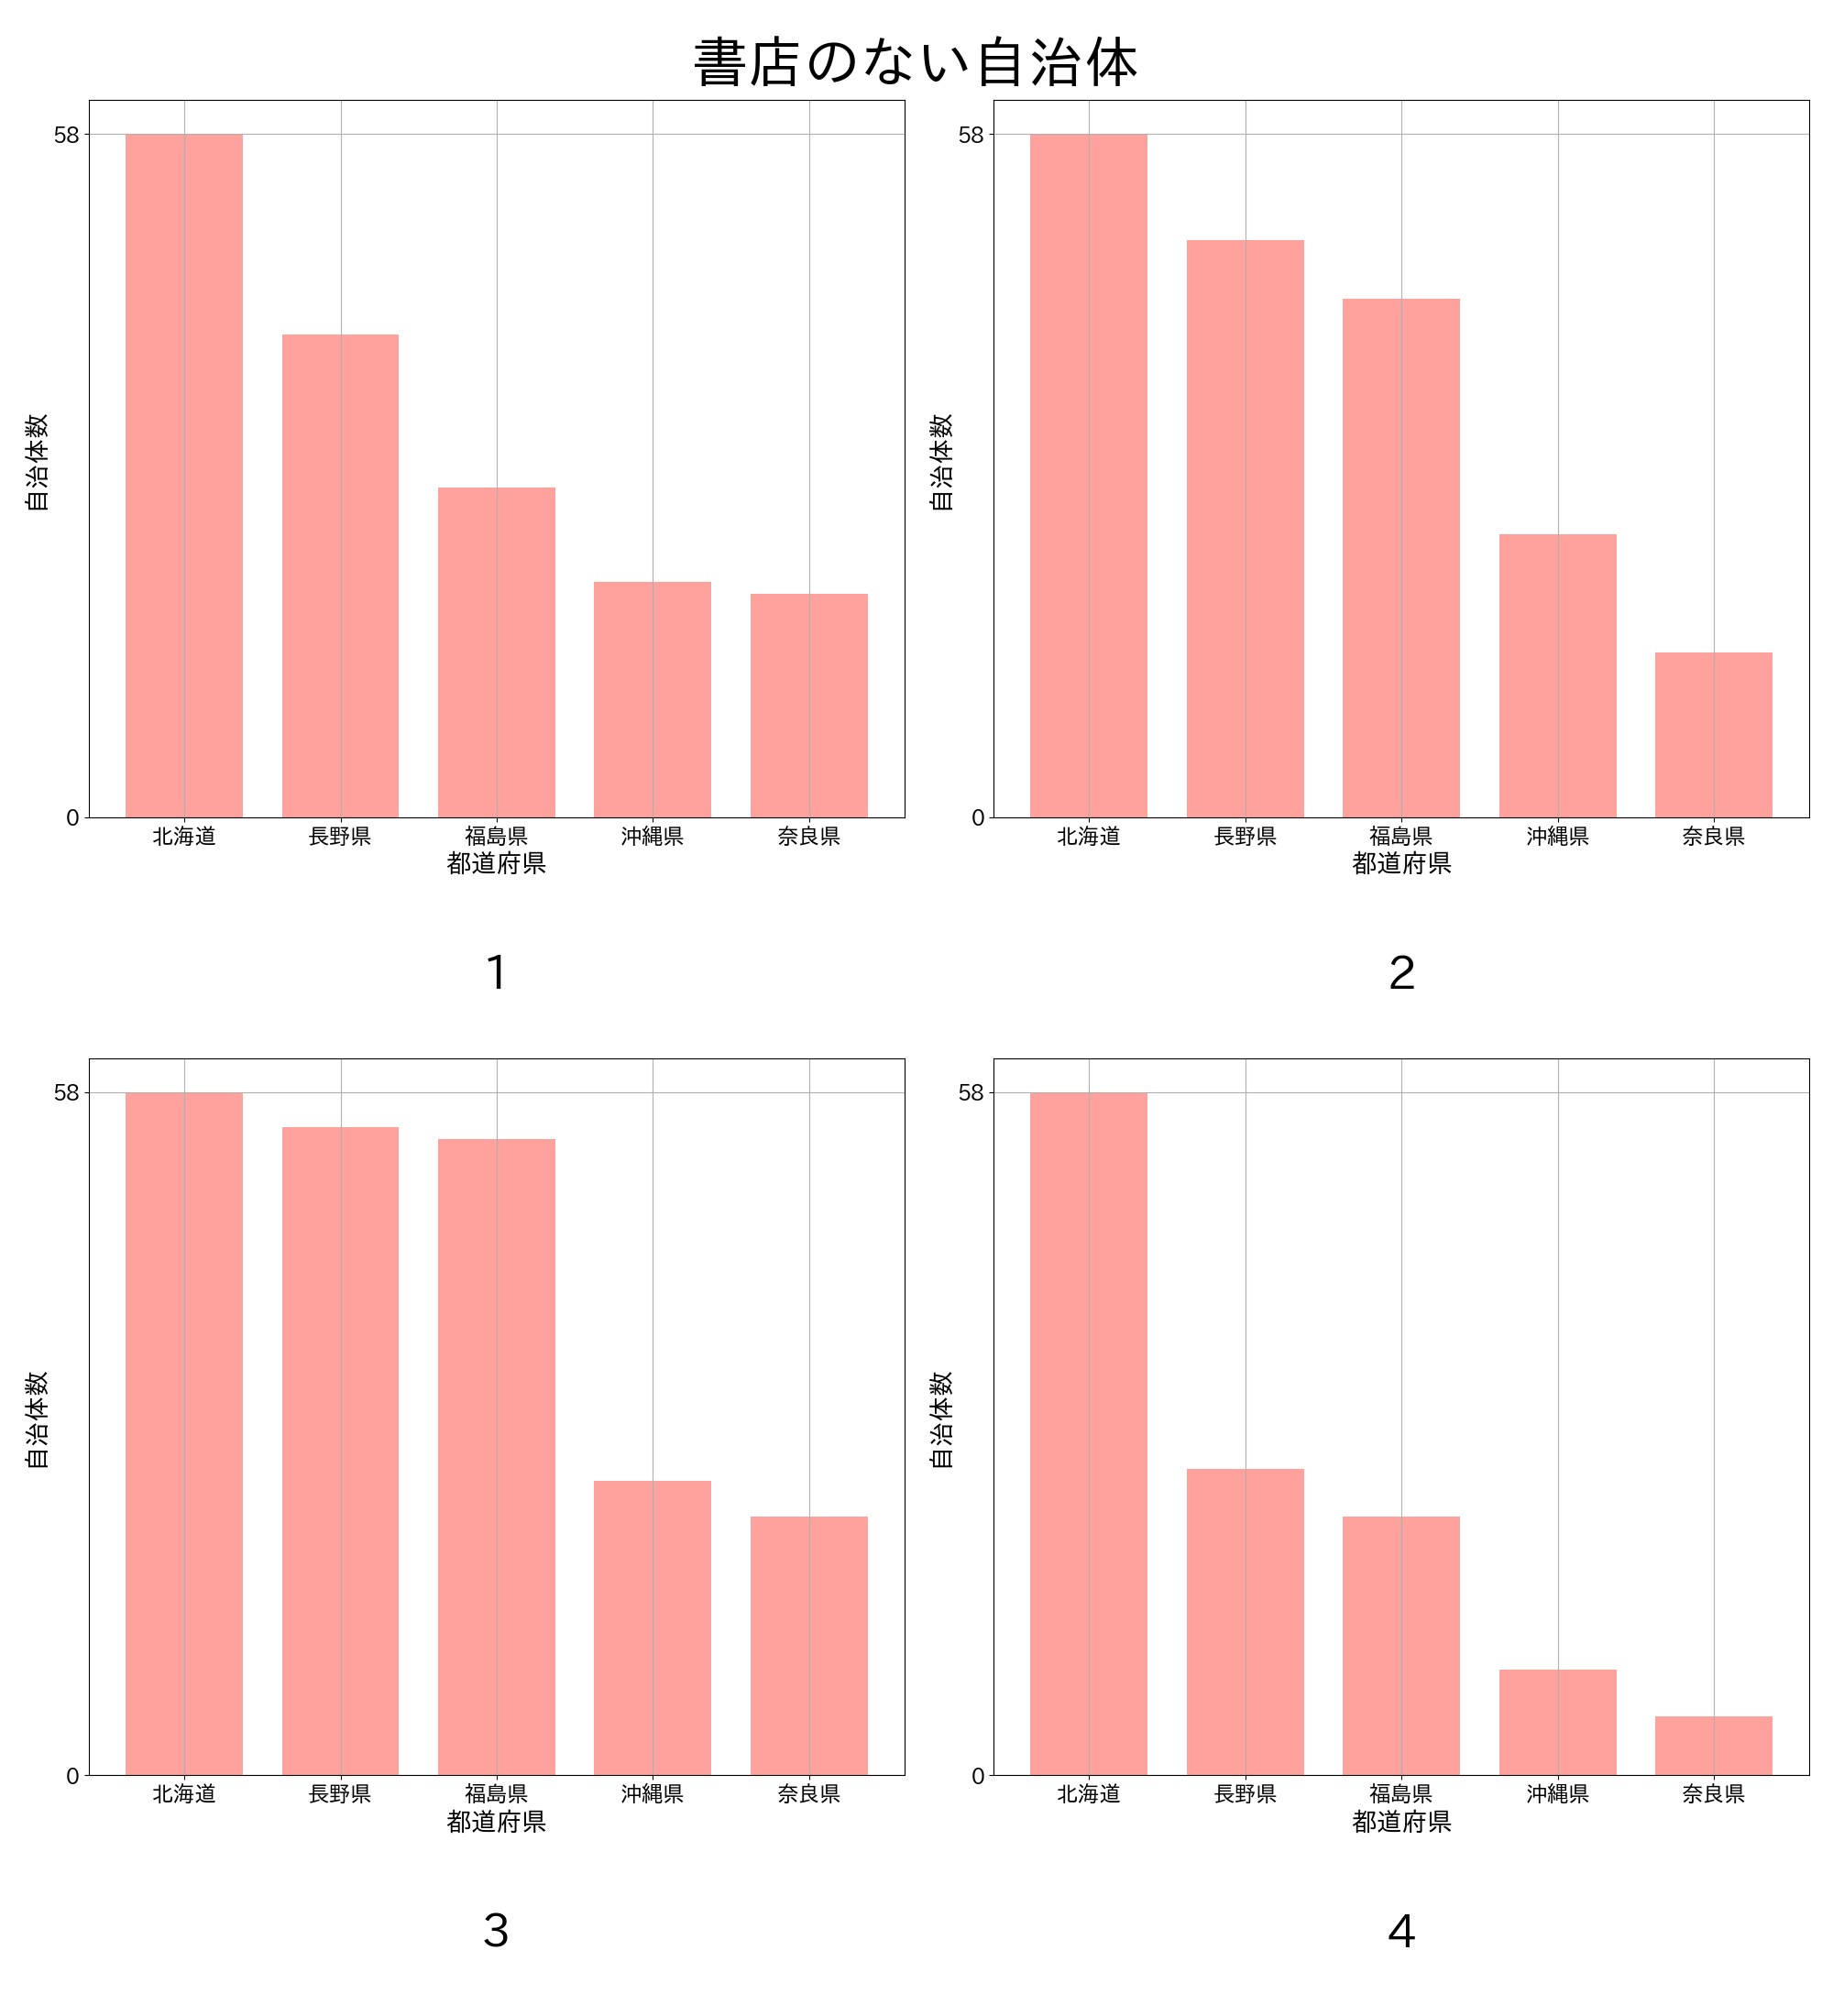 書店のない自治体
58
0
自治体数
北海道 長野県 福島県 沖縄県 奈良県
都道府県
1
58
0
自治体数
北海道 長野県 福島県 沖縄県 奈良県
都道府県
2
58
0
自治体数
北海道 長野県 福島県 沖縄県 奈良県
都道府県
3
58
0
自治体数
北海道 長野県 福島県 沖縄県 奈良県
都道府県
4